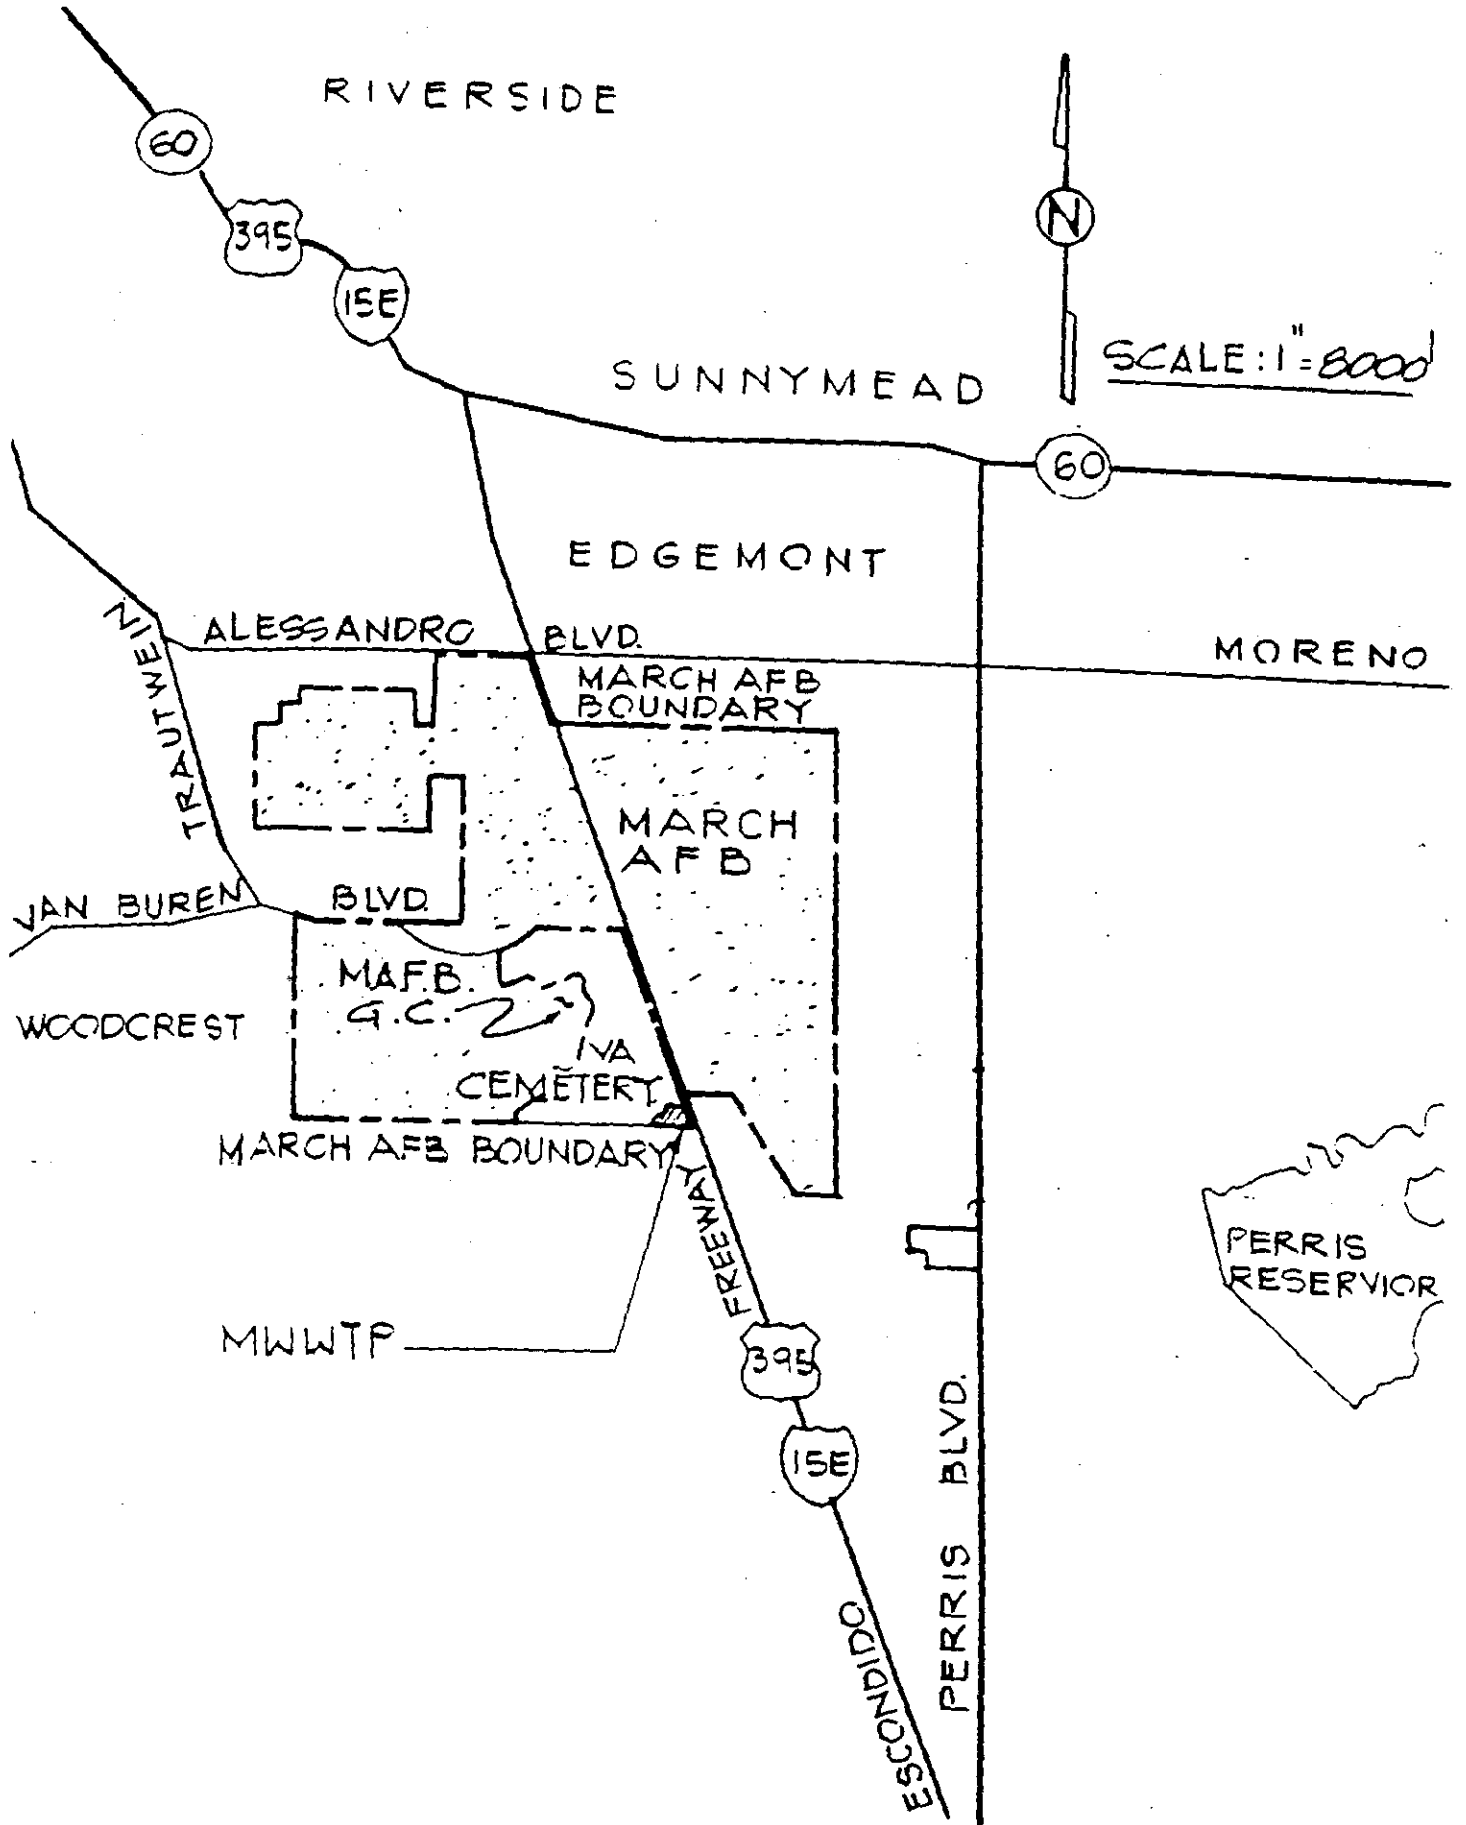 RIVERSIDE
60
395
15E
N
SCALE: 1" = 8000'
SUNNYMEAD
60
EDGEMONT
TRAUTWEIN
ALESSANDRO BLVD.
MORENO
MARCH AFB
BOUNDARY
MARCH
AFB
VAN BUREN BLVD.
M.A.F.B.
G.C.
WOODCREST
IVA
CEMETERY
MARCH AFB BOUNDARY
FREEWAY
PERRIS
RESERVIOR
MWWTP
395
15E
PERRIS BLVD.
ESCONDIDO